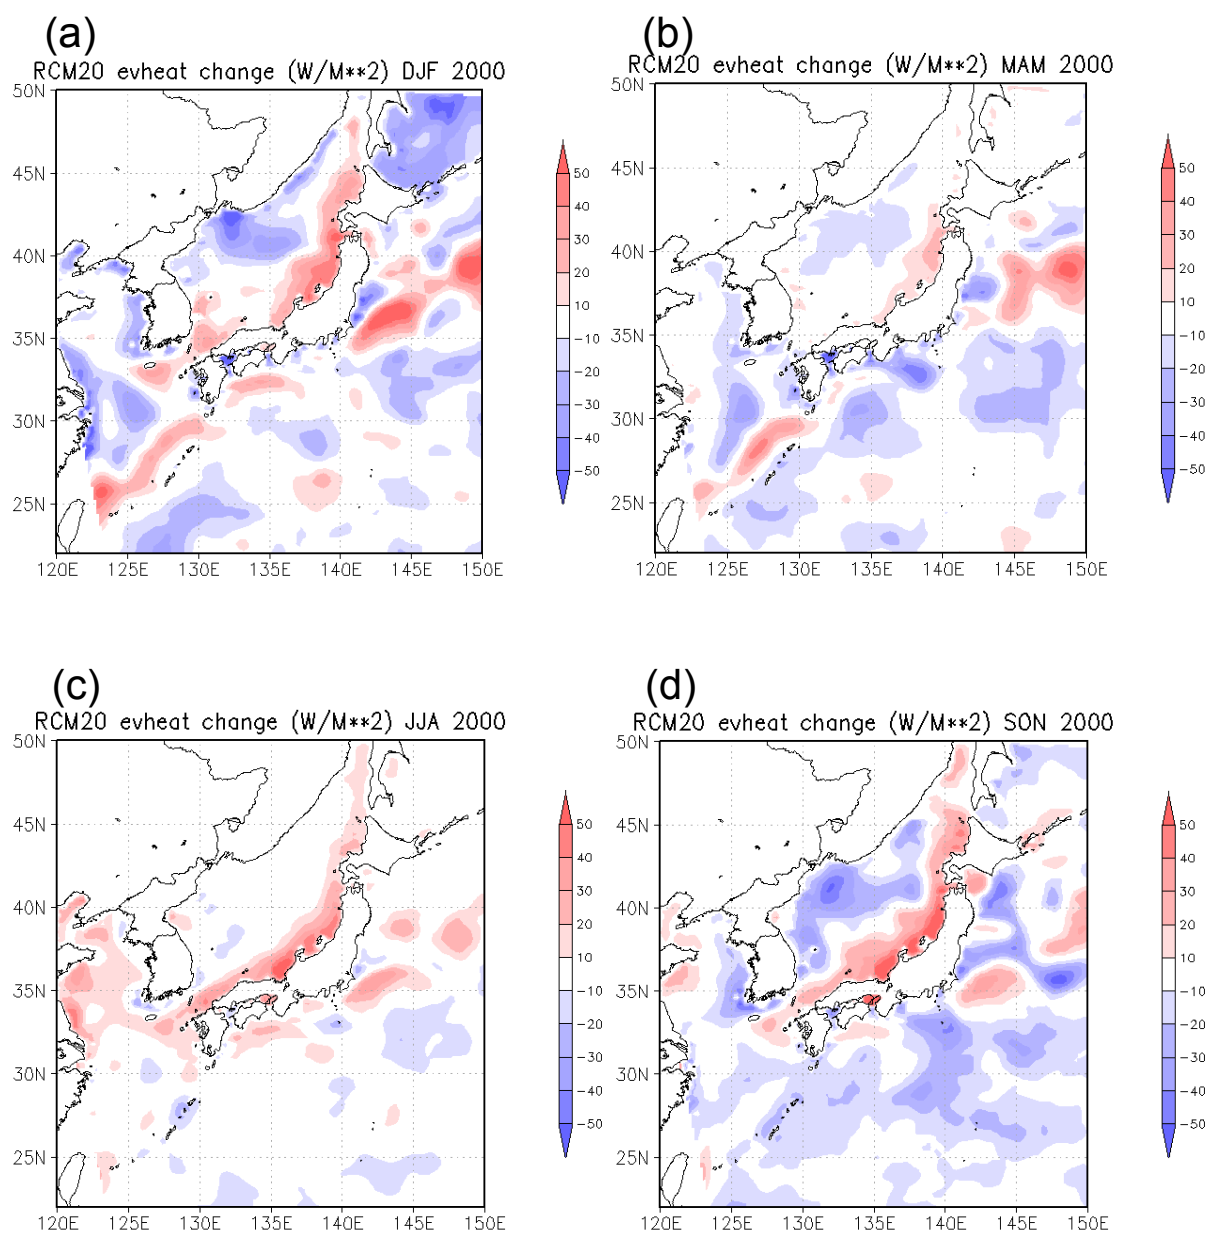 (a)
RCM20 evheat change (W/M**2) DJF 2000
50N
45N
40N
35N
30N
25N
120E 125E 130E 135E 140E 145E 150E
50
40
30
20
10
-10
-20
-30
-40
-50
(b)
RCM20 evheat change (W/M**2) MAM 2000
50N
45N
40N
35N
30N
25N
120E 125E 130E 135E 140E 145E 150E
50
40
30
20
10
-10
-20
-30
-40
-50
(c)
RCM20 evheat change (W/M**2) JJA 2000
50N
45N
40N
35N
30N
25N
120E 125E 130E 135E 140E 145E 150E
50
40
30
20
10
-10
-20
-30
-40
-50
(d)
RCM20 evheat change (W/M**2) SON 2000
50N
45N
40N
35N
30N
25N
120E 125E 130E 135E 140E 145E 150E
50
40
30
20
10
-10
-20
-30
-40
-50